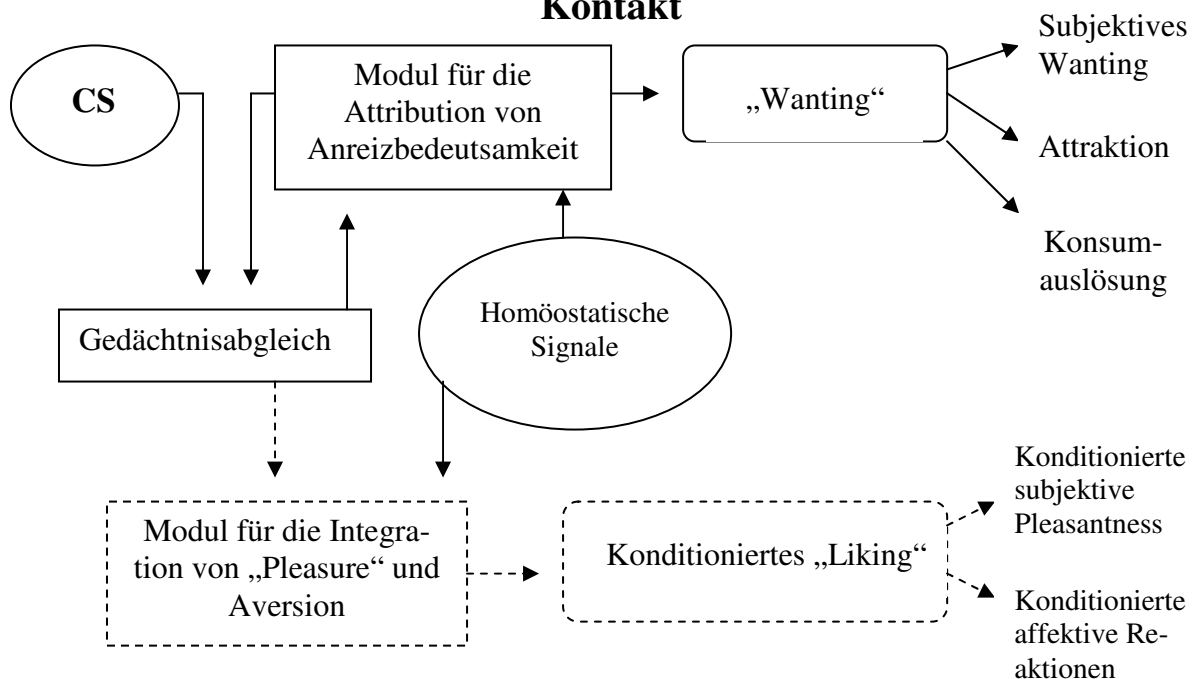 Kontakt
CS
Modul für die
Attribution von
Anreizbedeutsamkeit
„Wanting“
Subjektives
Wanting
Attraktion
Konsum-
auslösung
Gedächtnisabgleich
Homöostatische
Signale
Modul für die Integra-
tion von „Pleasure“ und
Aversion
Konditioniertes „Liking“
Konditionierte
subjektive
Pleasantness
Konditionierte
affektive Re-
aktionen